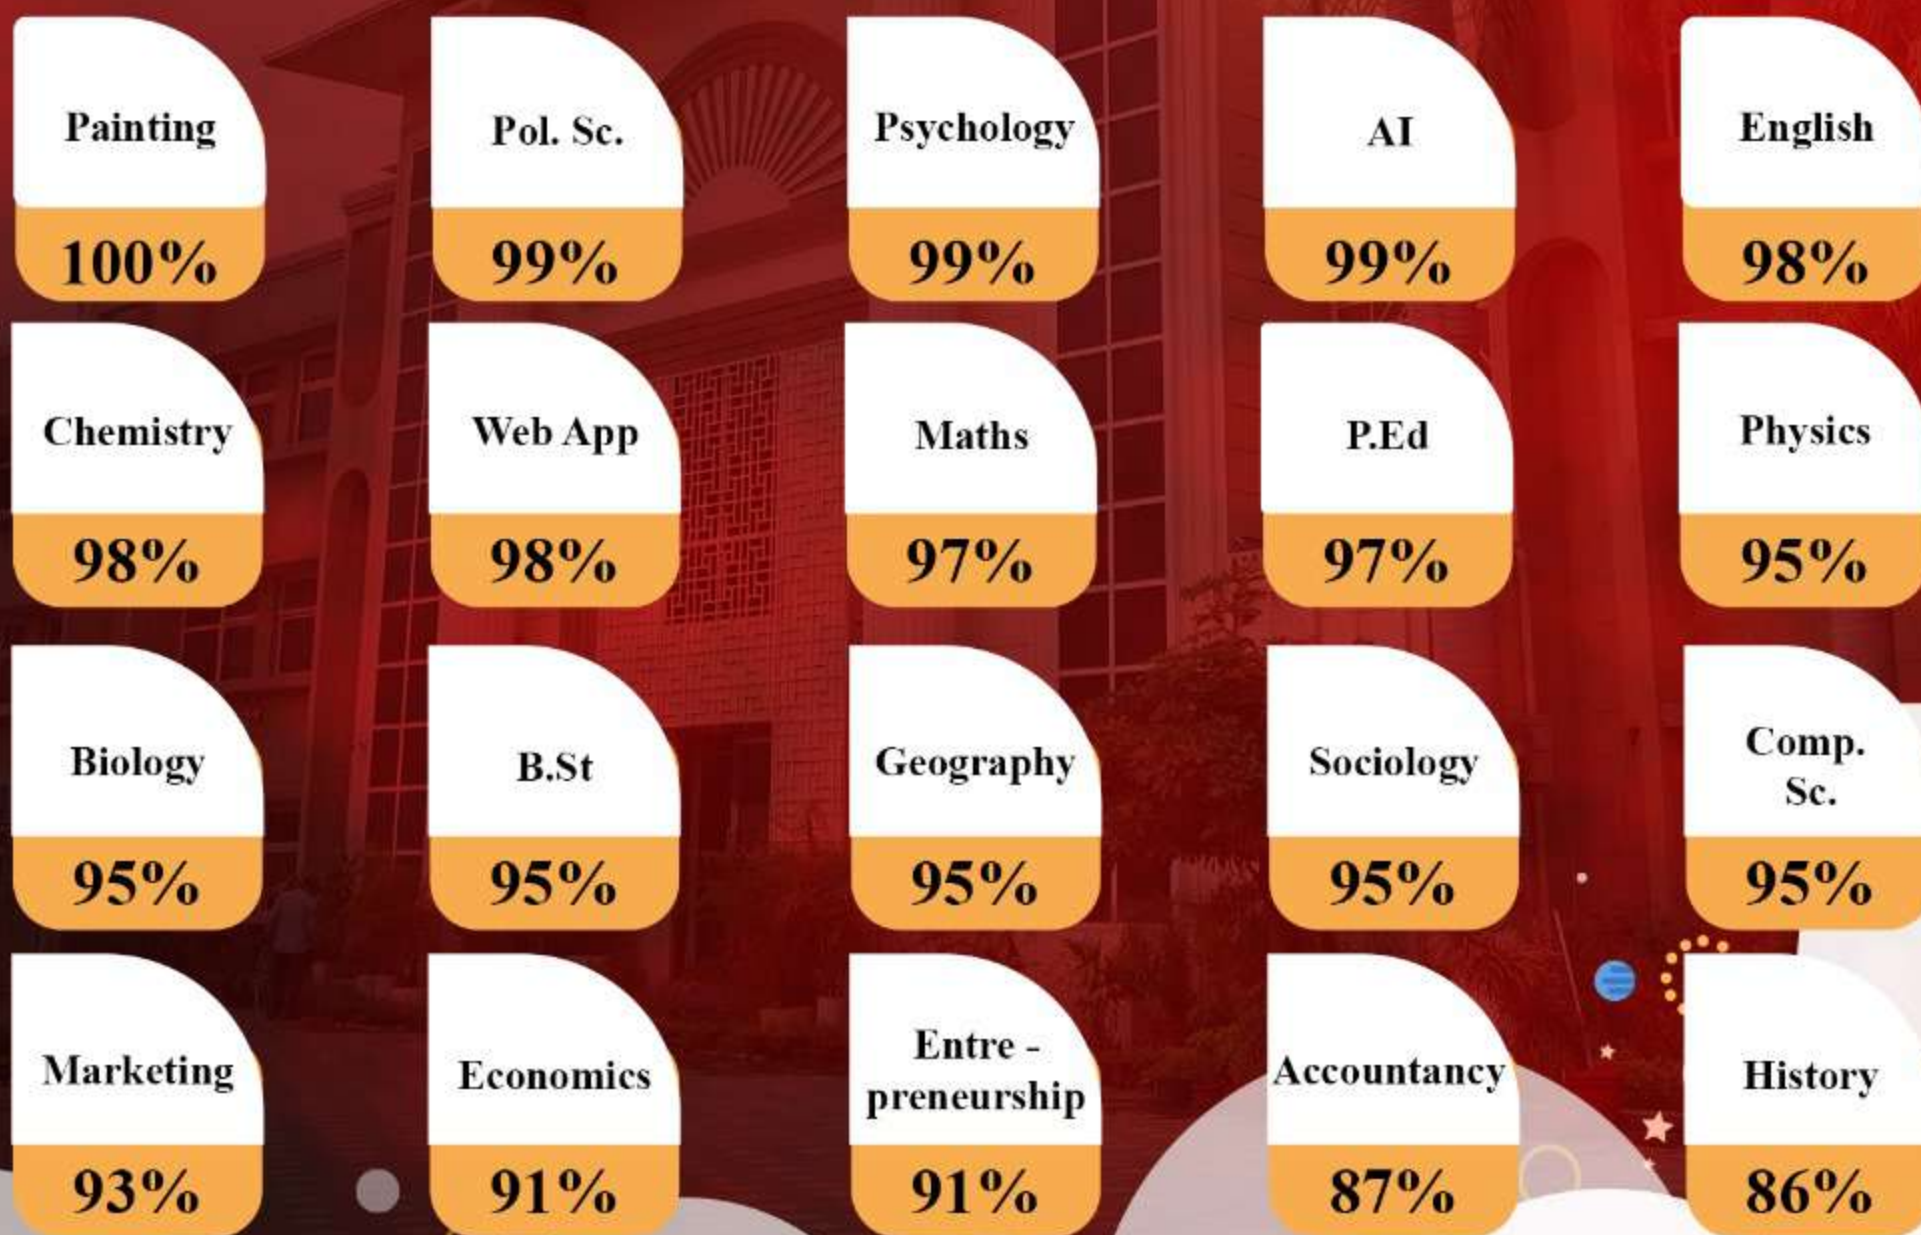 Painting
100%
Pol. Sc.
99%
Psychology
99%
AI
99%
English
98%
Chemistry
98%
Web App
98%
Maths
97%
P.Ed
97%
Physics
95%
Biology
95%
B.St
95%
Geography
95%
Sociology
95%
Comp.
Sc.
95%
Marketing
93%
Economics
91%
Entre -
preneurship
91%
Accountancy
87%
History
86%